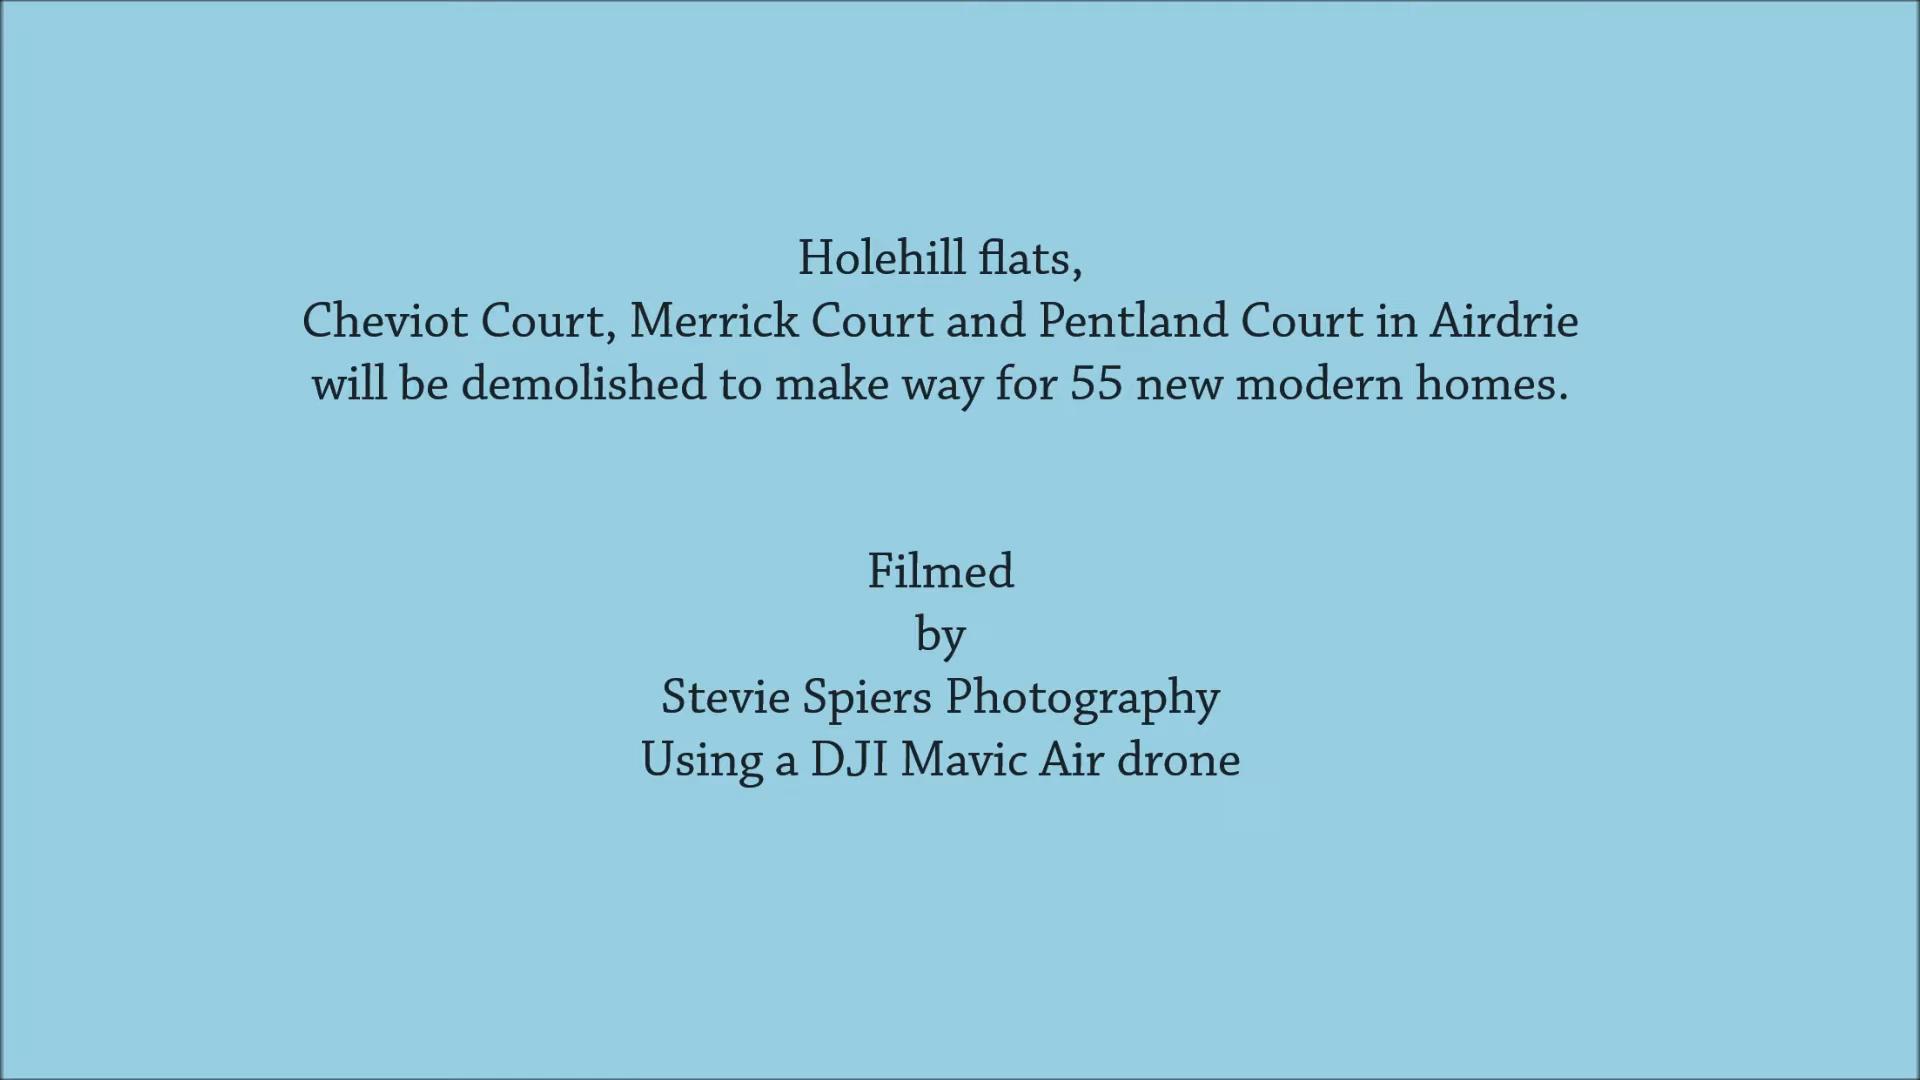 Holehill flats,
Cheviot Court, Merrick Court and Pentland Court in Airdrie
will be demolished to make way for 55 new modern homes.
Filmed
by
Stevie Spiers Photography
Using a DJI Mavic Air drone